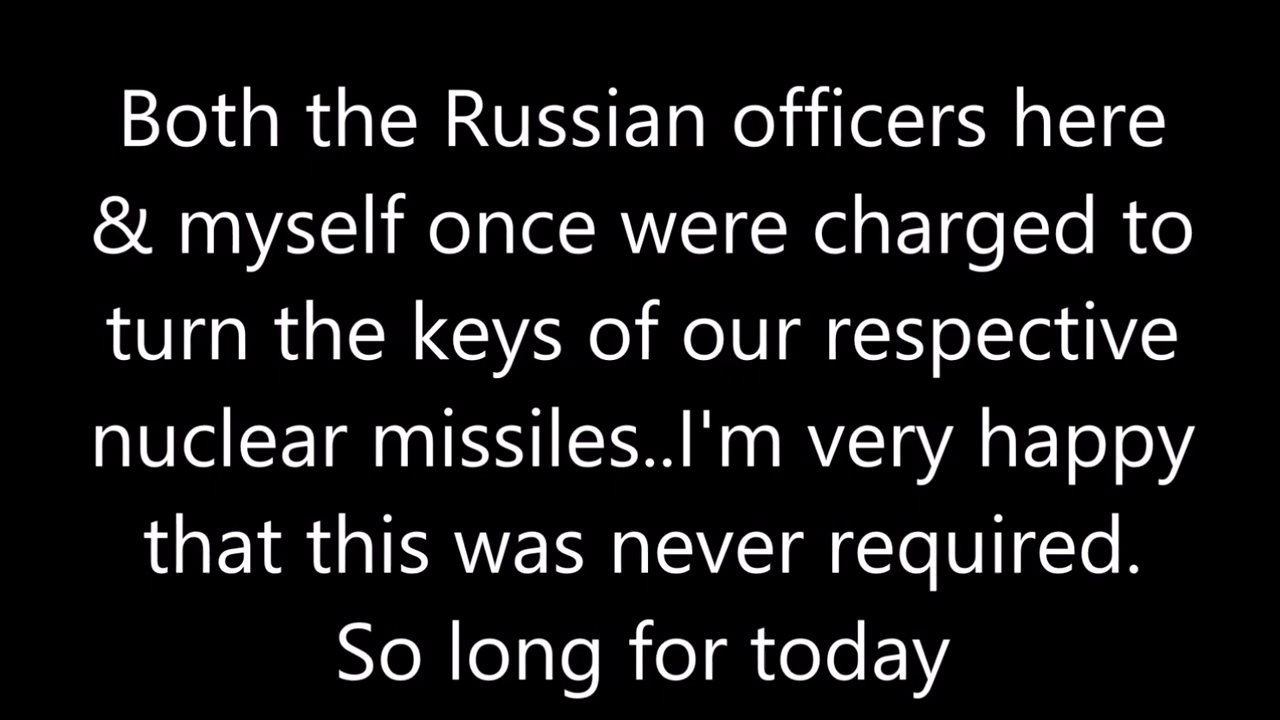 Both the Russian officers here
& myself once were charged to
turn the keys of our respective
nuclear missiles..I'm very happy
that this was never required.
So long for today